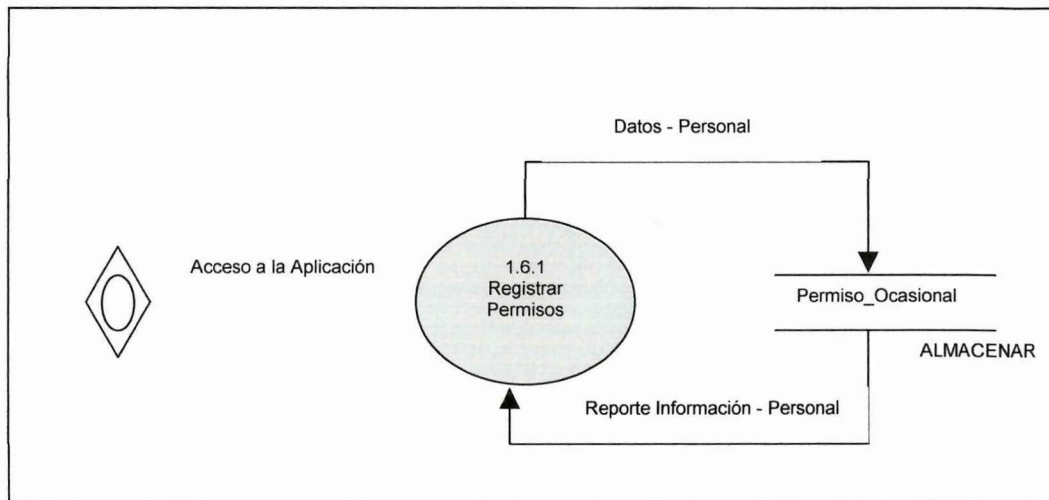 Datos - Personal
Acceso a la Aplicación
1.6.1
Registrar
Permisos
Permiso_Ocasional
ALMACENAR
Reporte Información - Personal